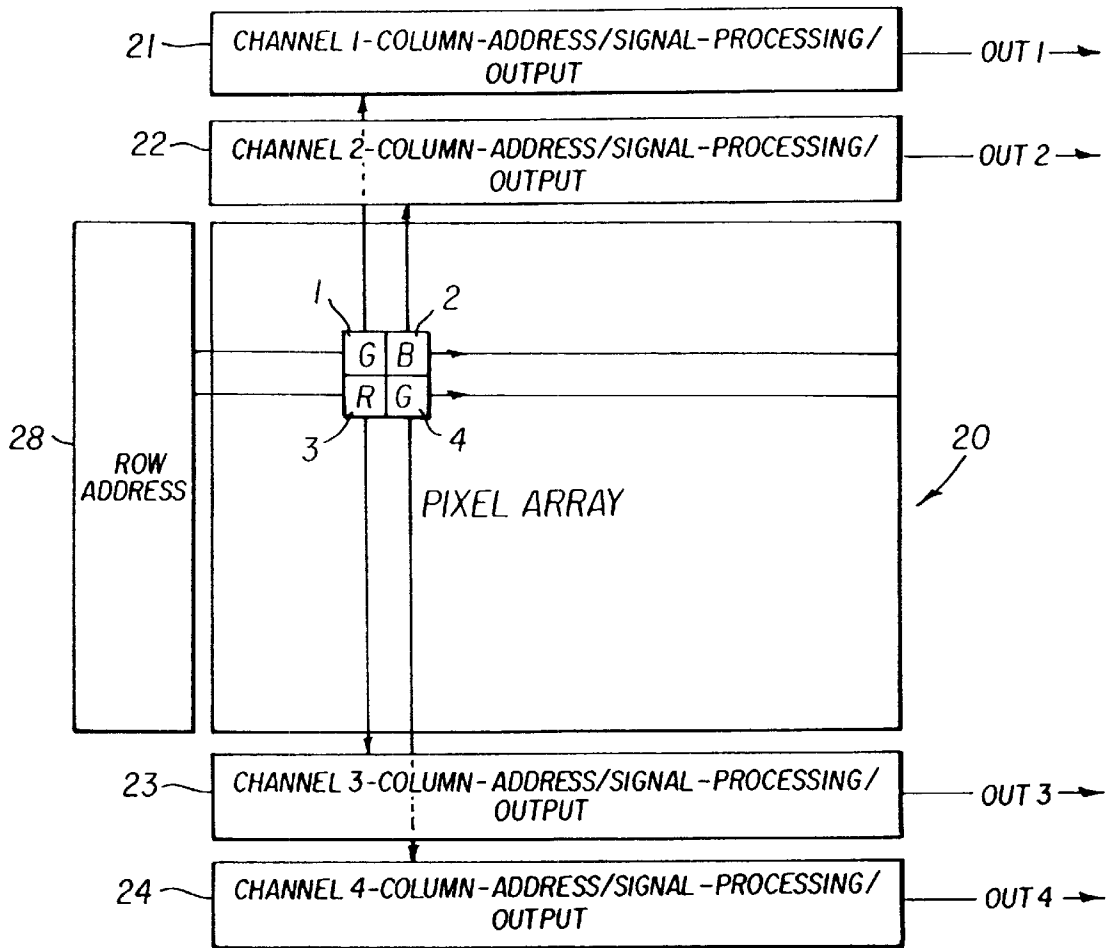 21
CHANNEL 1-COLUMN-ADDRESS/SIGNAL-PROCESSING/
OUTPUT
OUT 1
22
CHANNEL 2-COLUMN-ADDRESS/SIGNAL-PROCESSING/
OUTPUT
OUT 2
1
2
G B
R G
3
4
28
ROW
ADDRESS
PIXEL ARRAY
20
23
CHANNEL 3-COLUMN-ADDRESS/SIGNAL-PROCESSING/
OUTPUT
OUT 3
24
CHANNEL 4-COLUMN-ADDRESS/SIGNAL-PROCESSING/
OUTPUT
OUT 4